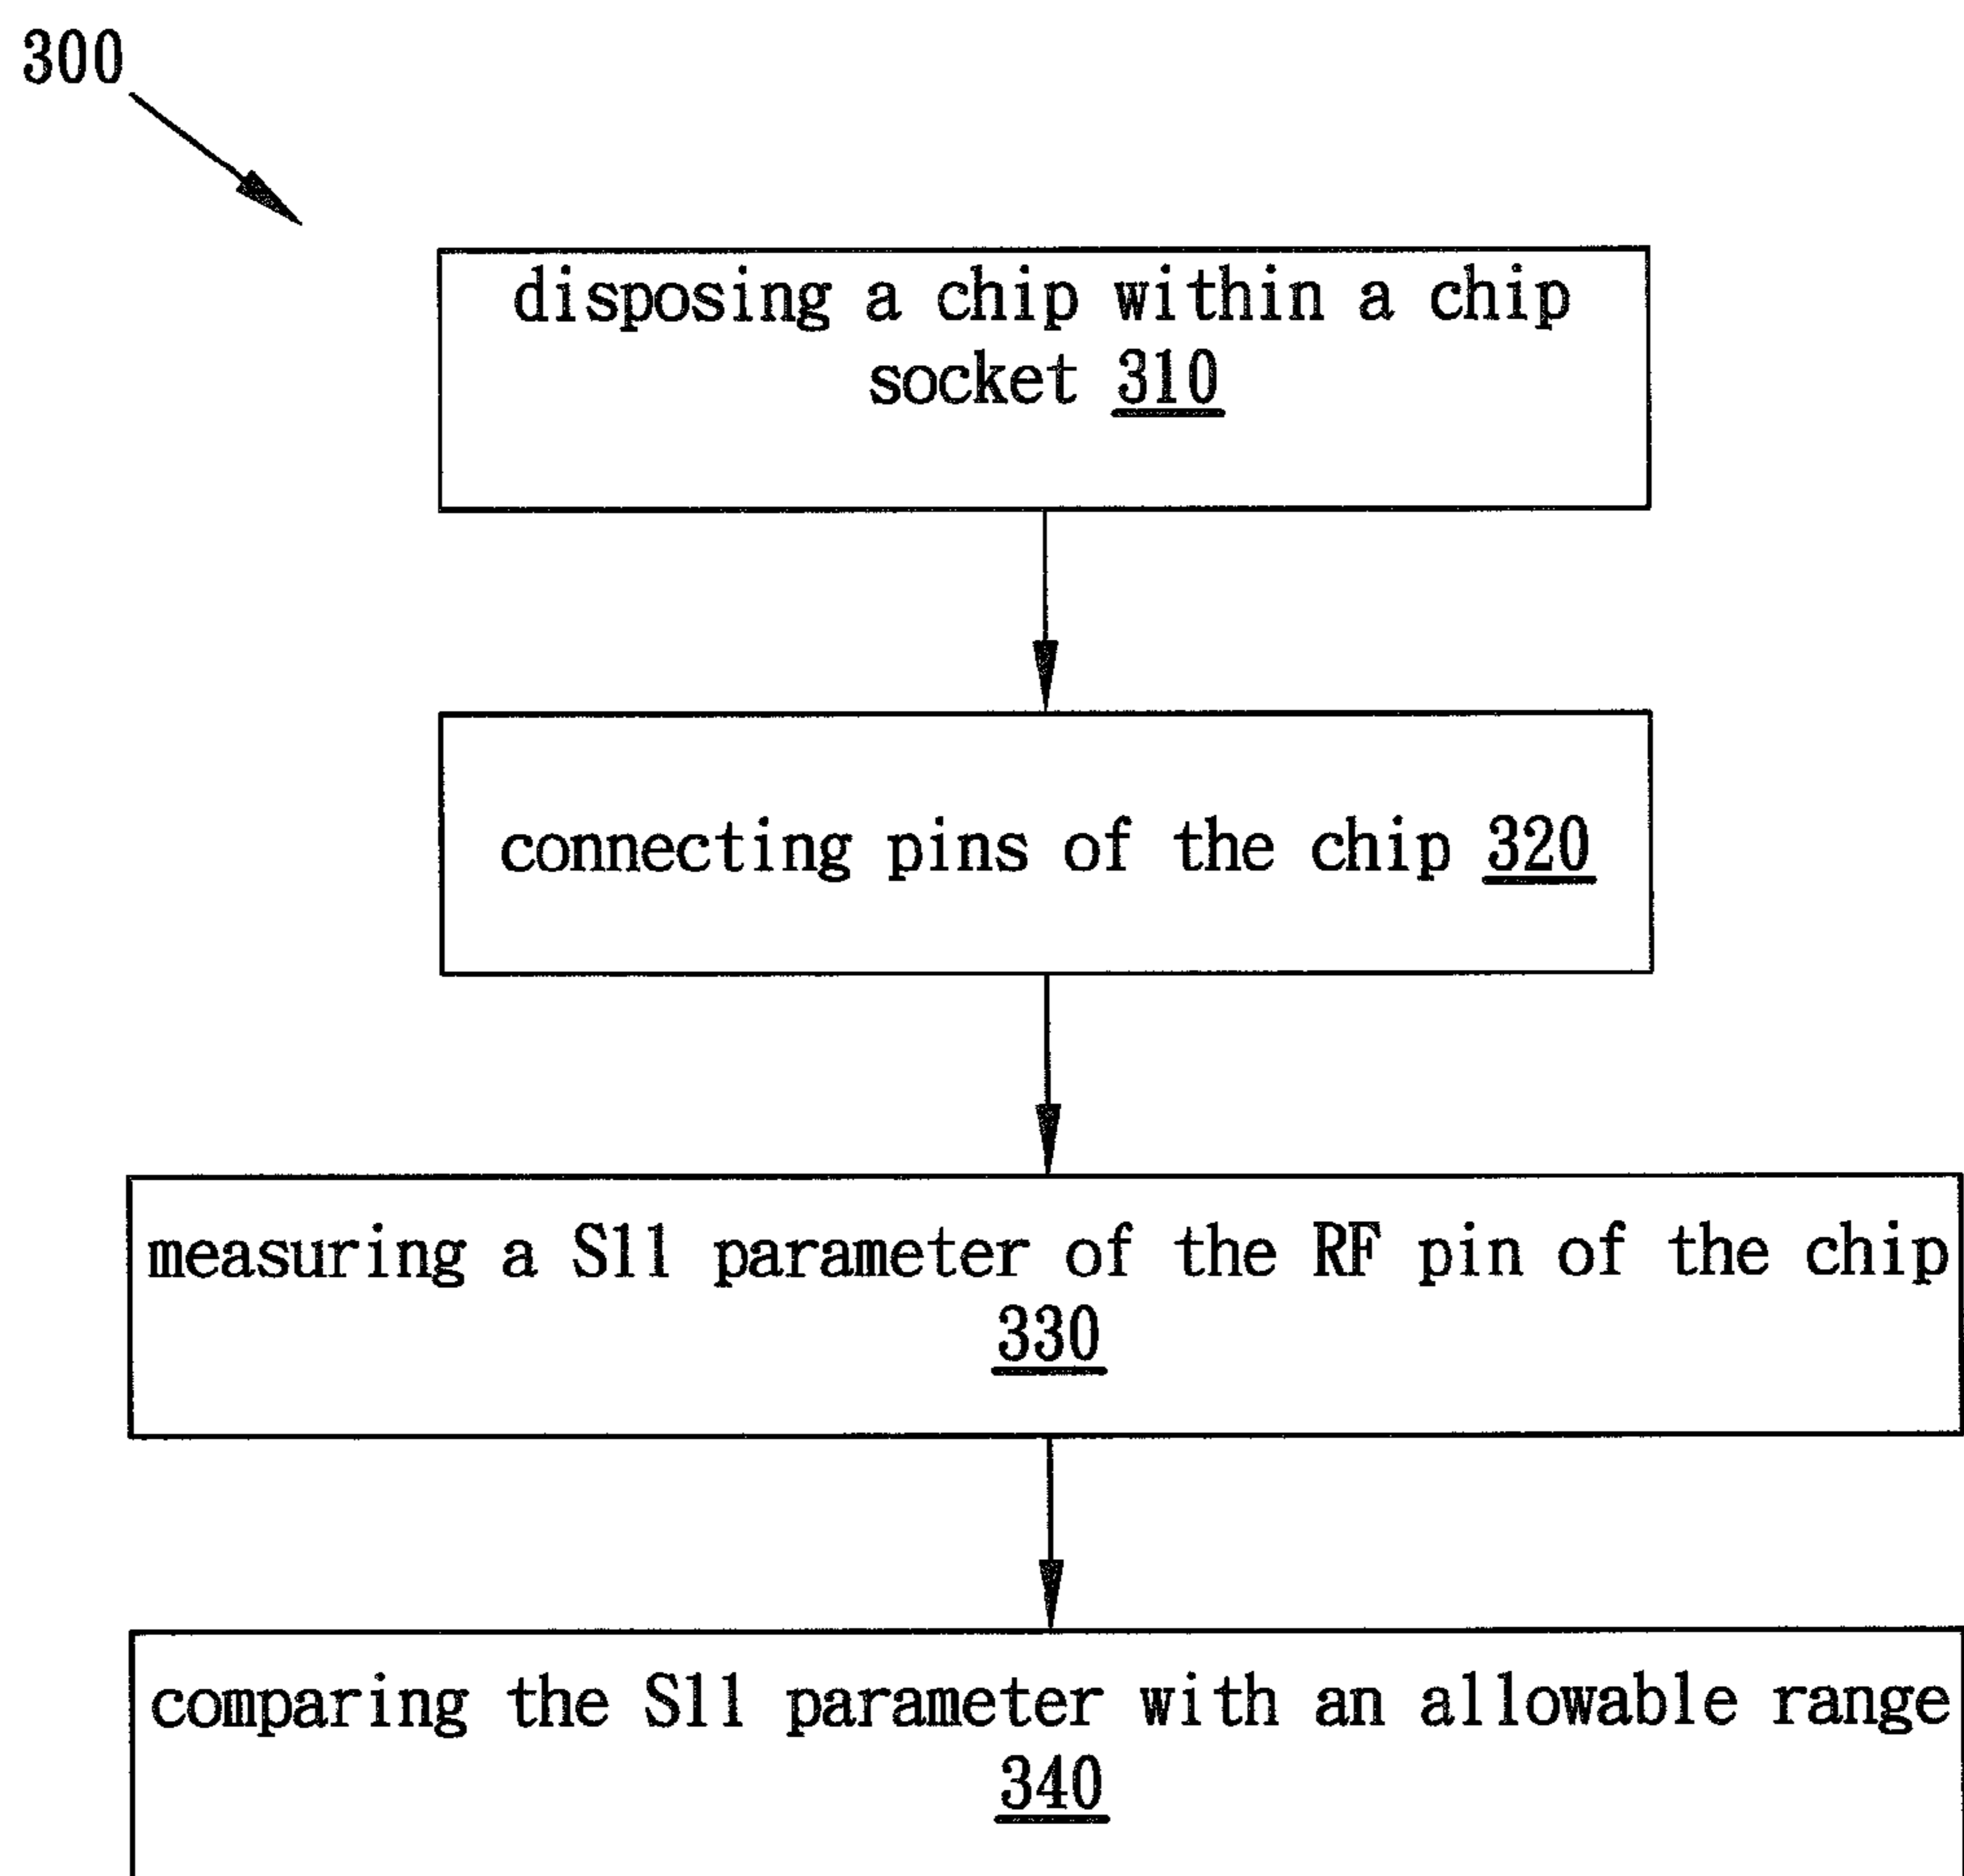 300
disposing a chip within a chip
socket 310
connecting pins of the chip 320
measuring a S11 parameter of the RF pin of the chip
330
comparing the S11 parameter with an allowable range
340